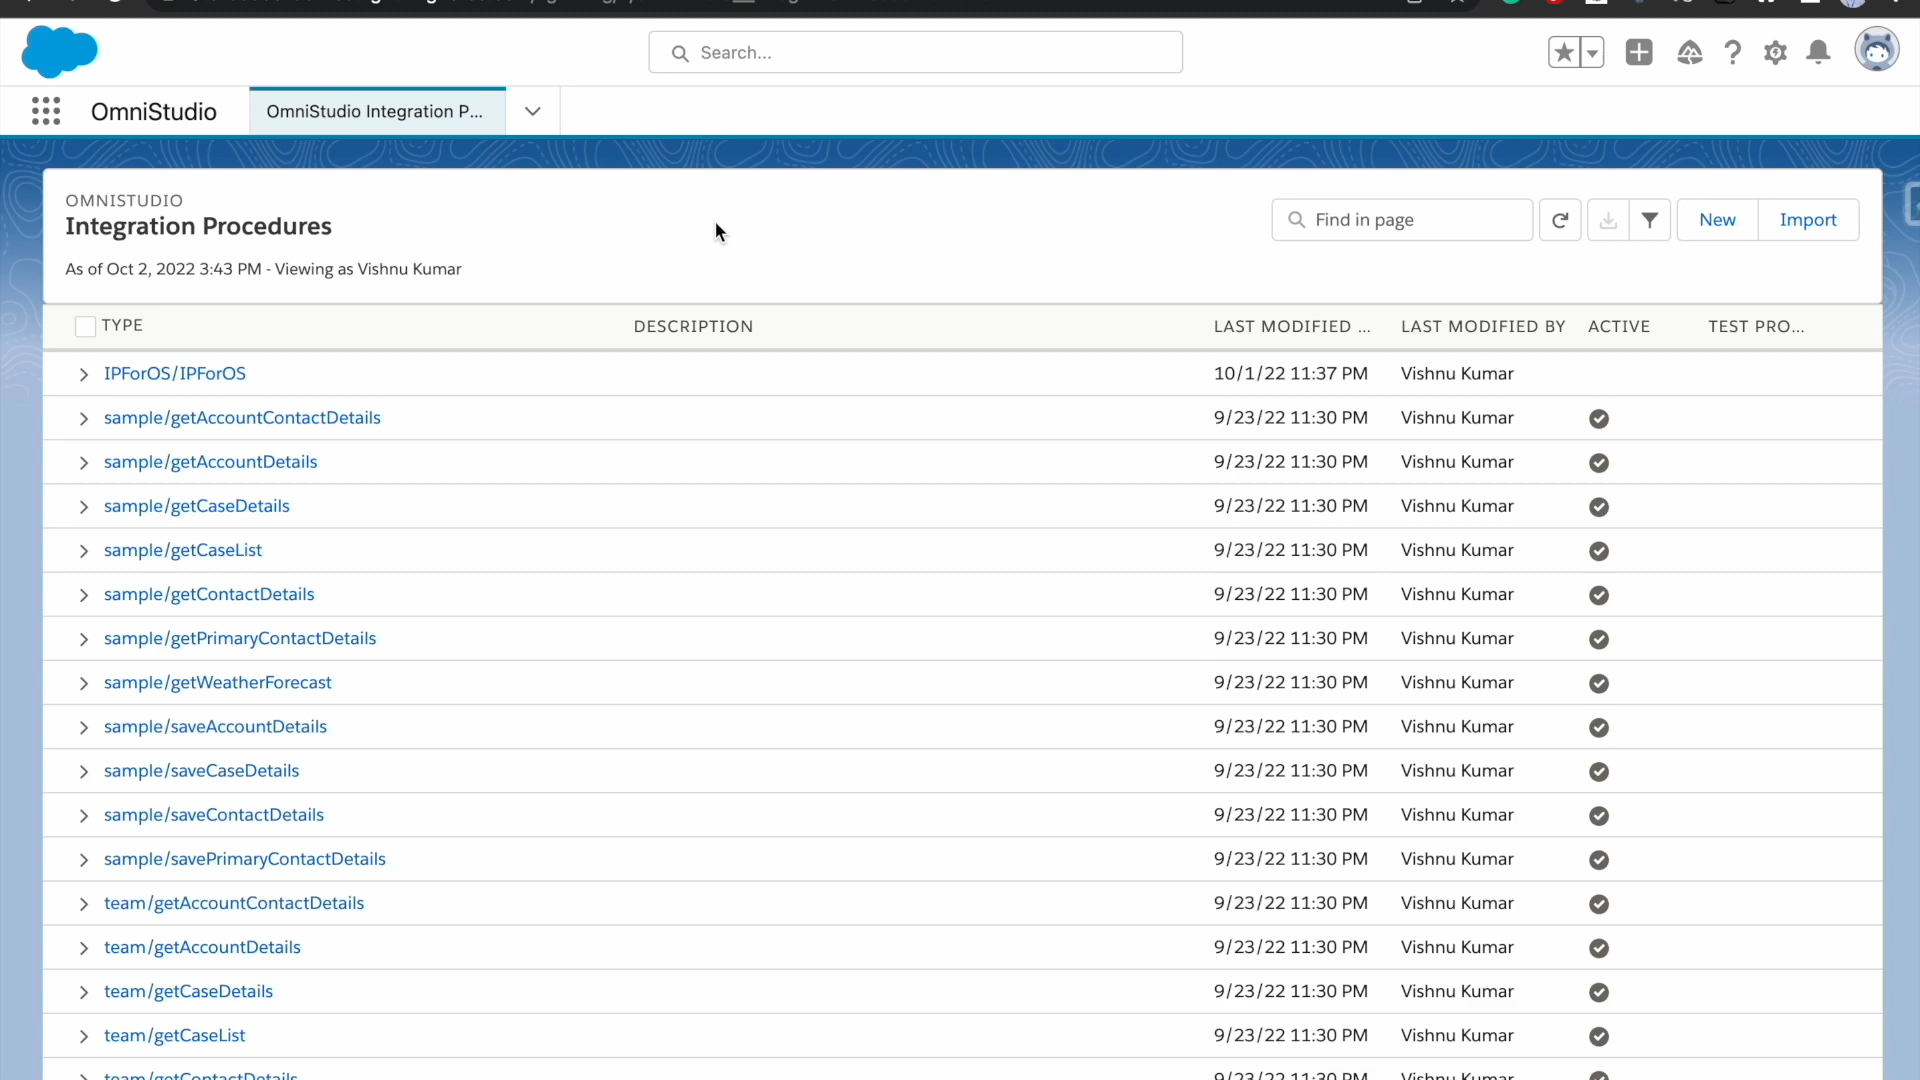 Search...
OmniStudio
OmniStudio Integration P...
OMNISTUDIO
Integration Procedures
As of Oct 2, 2022 3:43 PM - Viewing as Vishnu Kumar
Find in page
New
Import
TYPE DESCRIPTION LAST MODIFIED ... LAST MODIFIED BY ACTIVE TEST PRO...
IPForOS/IPForOS 10/1/22 11:37 PM Vishnu Kumar
sample/getAccountContactDetails 9/23/22 11:30 PM Vishnu Kumar
sample/getAccountDetails 9/23/22 11:30 PM Vishnu Kumar
sample/getCaseDetails 9/23/22 11:30 PM Vishnu Kumar
sample/getCaseList 9/23/22 11:30 PM Vishnu Kumar
sample/getContactDetails 9/23/22 11:30 PM Vishnu Kumar
sample/getPrimaryContactDetails 9/23/22 11:30 PM Vishnu Kumar
sample/getWeatherForecast 9/23/22 11:30 PM Vishnu Kumar
sample/saveAccountDetails 9/23/22 11:30 PM Vishnu Kumar
sample/saveCaseDetails 9/23/22 11:30 PM Vishnu Kumar
sample/saveContactDetails 9/23/22 11:30 PM Vishnu Kumar
sample/savePrimaryContactDetails 9/23/22 11:30 PM Vishnu Kumar
team/getAccountContactDetails 9/23/22 11:30 PM Vishnu Kumar
team/getAccountDetails 9/23/22 11:30 PM Vishnu Kumar
team/getCaseDetails 9/23/22 11:30 PM Vishnu Kumar
team/getCaseList 9/23/22 11:30 PM Vishnu Kumar
team/getContactDetails 9/23/22 11:30 PM Vishnu Kumar